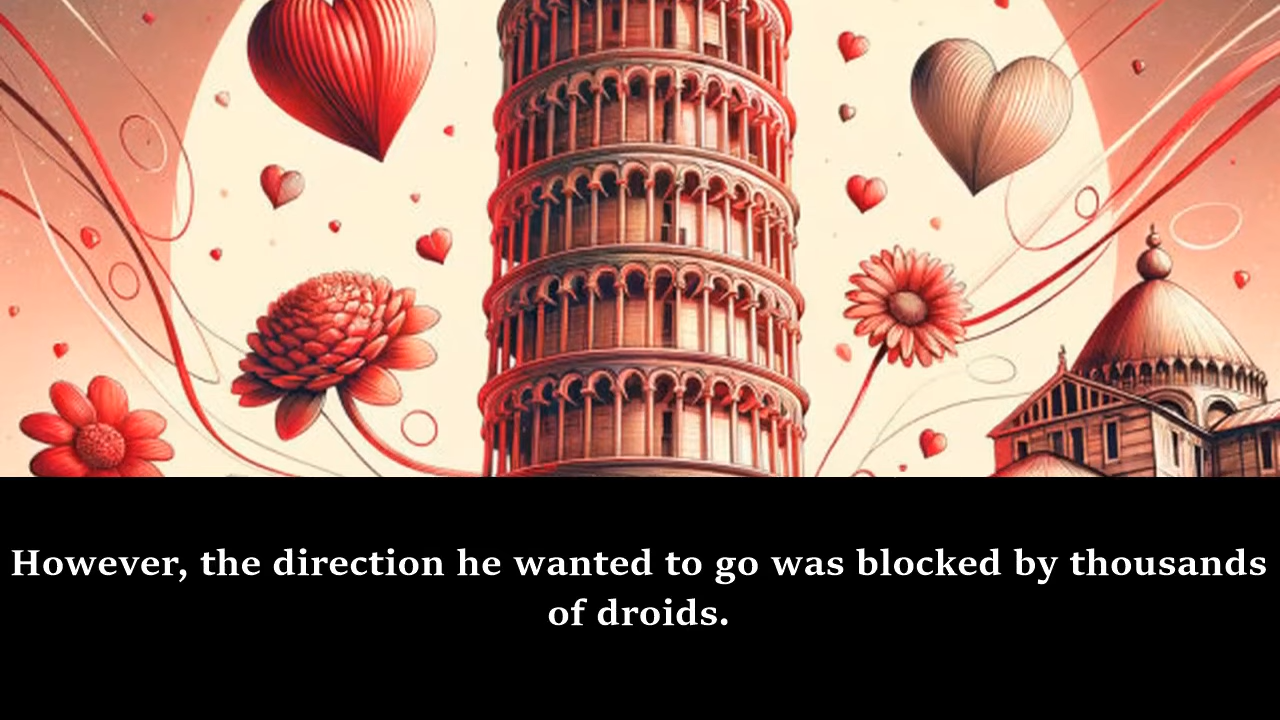 However, the direction he wanted to go was blocked by thousands
of droids.